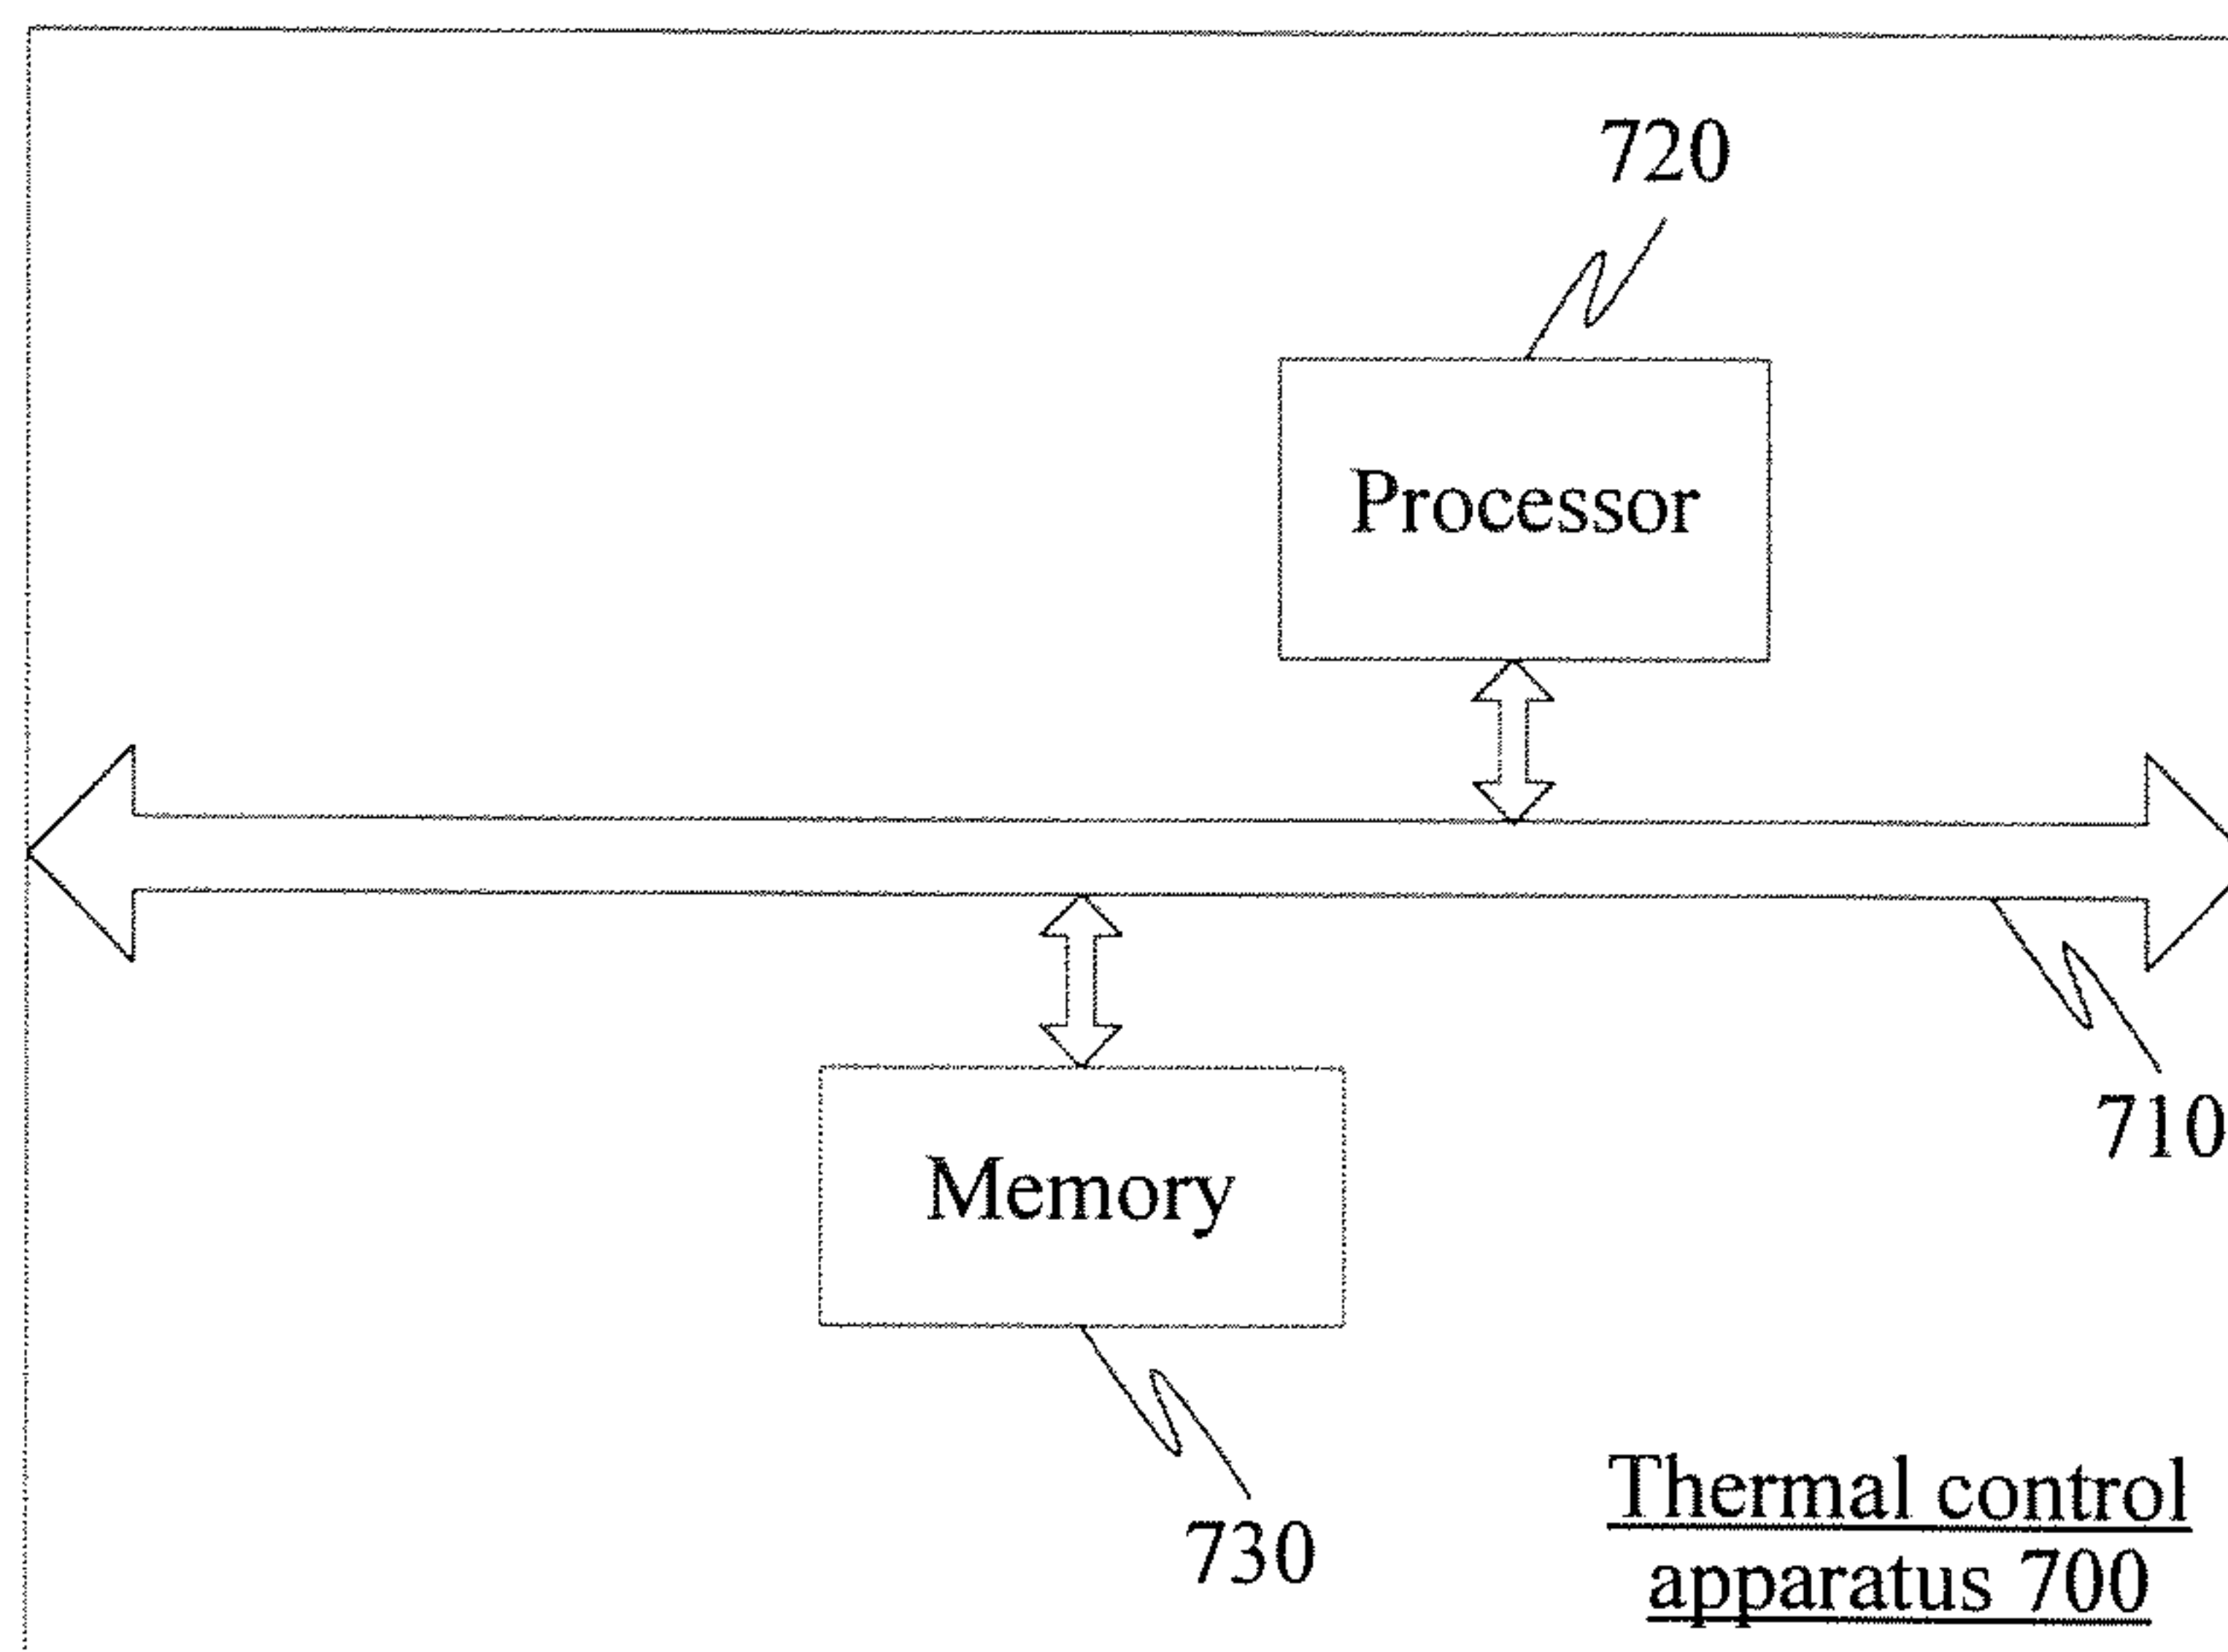 720
Processor
710
Memory
730
Thermal control
apparatus 700